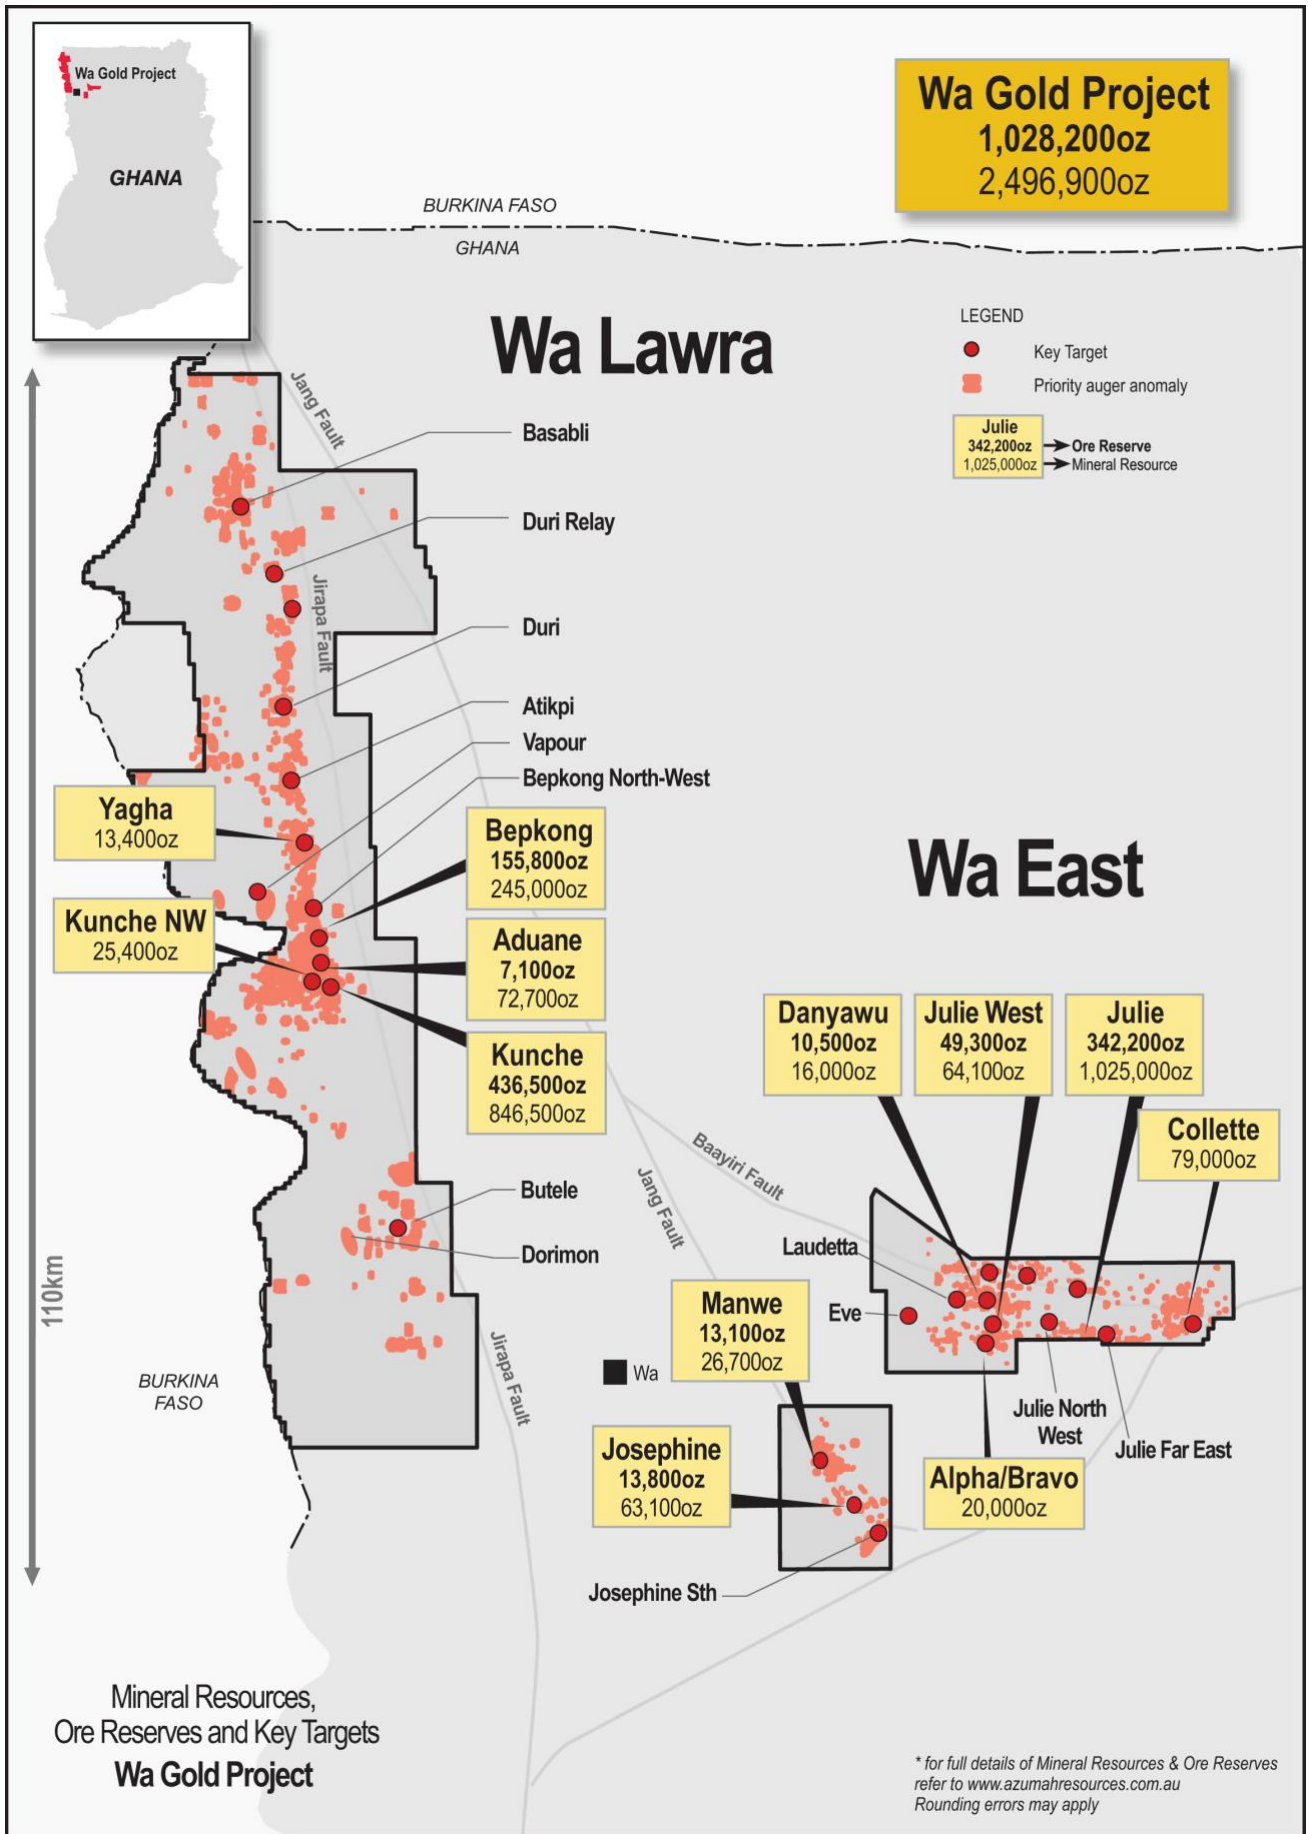 Wa Gold Project
GHANA
Wa Gold Project
1,028,200oz
2,496,900oz
BURKINA FASO
GHANA
Wa Lawra
LEGEND
Key Target
Priority auger anomaly
Julie
342,200oz
1,025,000oz
Ore Reserve
Mineral Resource
Jang Fault
Basabli
Duri Relay
Jirapa Fault
Duri
Atikpi
Vapour
Bepkong North-West
Yagha
13,400oz
Bepkong
155,800oz
245,000oz
Wa East
Kunche NW
25,400oz
Aduane
7,100oz
72,700oz
Kunche
436,500oz
846,500oz
Danyawu
10,500oz
16,000oz
Julie West
49,300oz
64,100oz
Julie
342,200oz
1,025,000oz
Collette
79,000oz
Baayiri Fault
Jang Fault
Butele
Dorimon
Laudetta
Eve
110km
Manwe
13,100oz
26,700oz
Jirapa Fault
Wa
BURKINA
FASO
Julie North
West
Julie Far East
Josephine
13,800oz
63,100oz
Alpha/Bravo
20,000oz
Josephine Sth
Mineral Resources,
Ore Reserves and Key Targets
Wa Gold Project
* for full details of Mineral Resources & Ore Reserves
refer to www.azumahresources.com.au
Rounding errors may apply